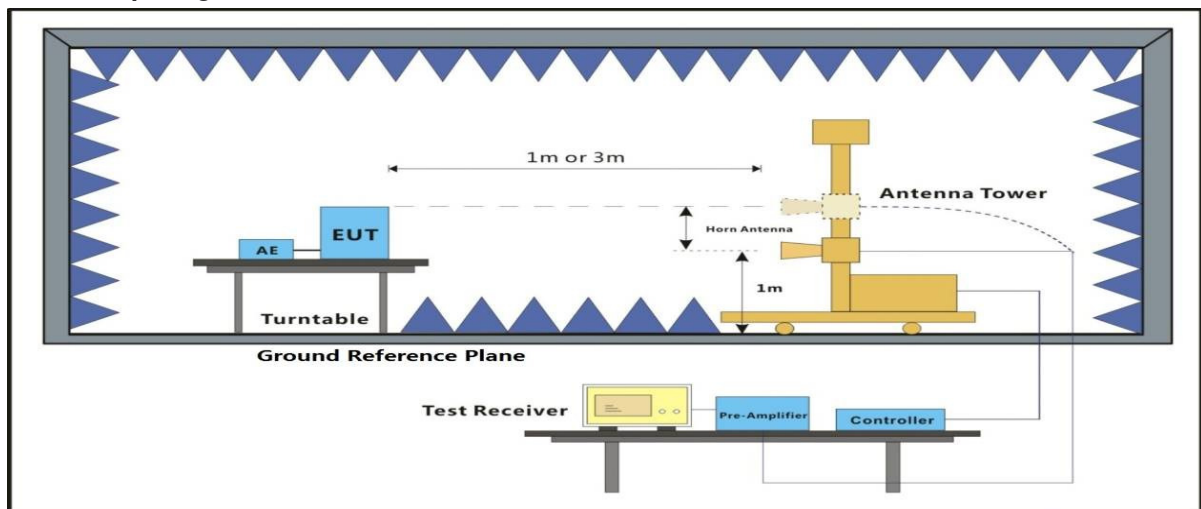 1m or 3m
Antenna Tower
Horn Antenna
EUT
AE
1m
Turntable
Ground Reference Plane
Test Receiver
Pre-Amplifier
Controller